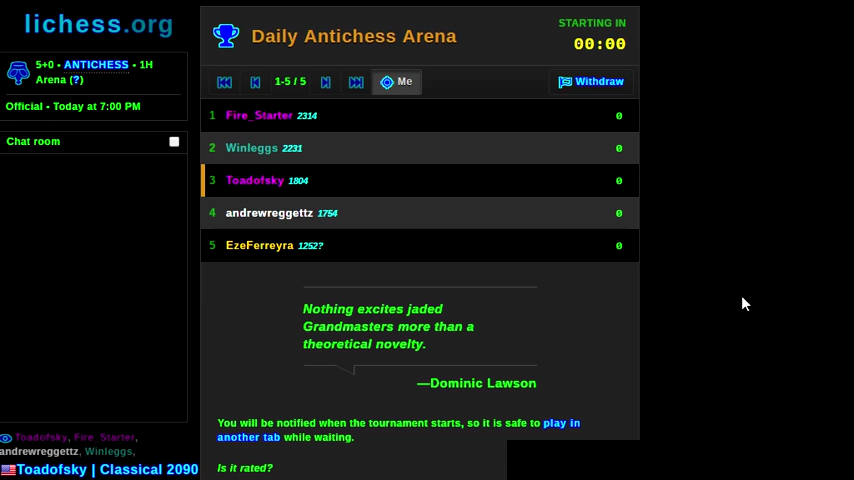 lichess.org
5+0 • ANTICHESS • 1H
Arena (?)
Official • Today at 7:00 PM
Chat room
Daily Antichess Arena
STARTING IN
00:00
1-5 / 5
Me
Withdraw
1 Fire_Starter 2314 0
2 Winleggs 2231 0
3 Toadofsky 1804 0
4 andrewreggettz 1754 0
5 EzeFerreyra 1252? 0
Nothing excites jaded
Grandmasters more than a
theoretical novelty.
—Dominic Lawson
You will be notified when the tournament starts, so it is safe to play in
another tab while waiting.
Is it rated?
Toadofsky, Fire_Starter,
andrewreggettz, Winleggs,
Toadofsky | Classical 2090